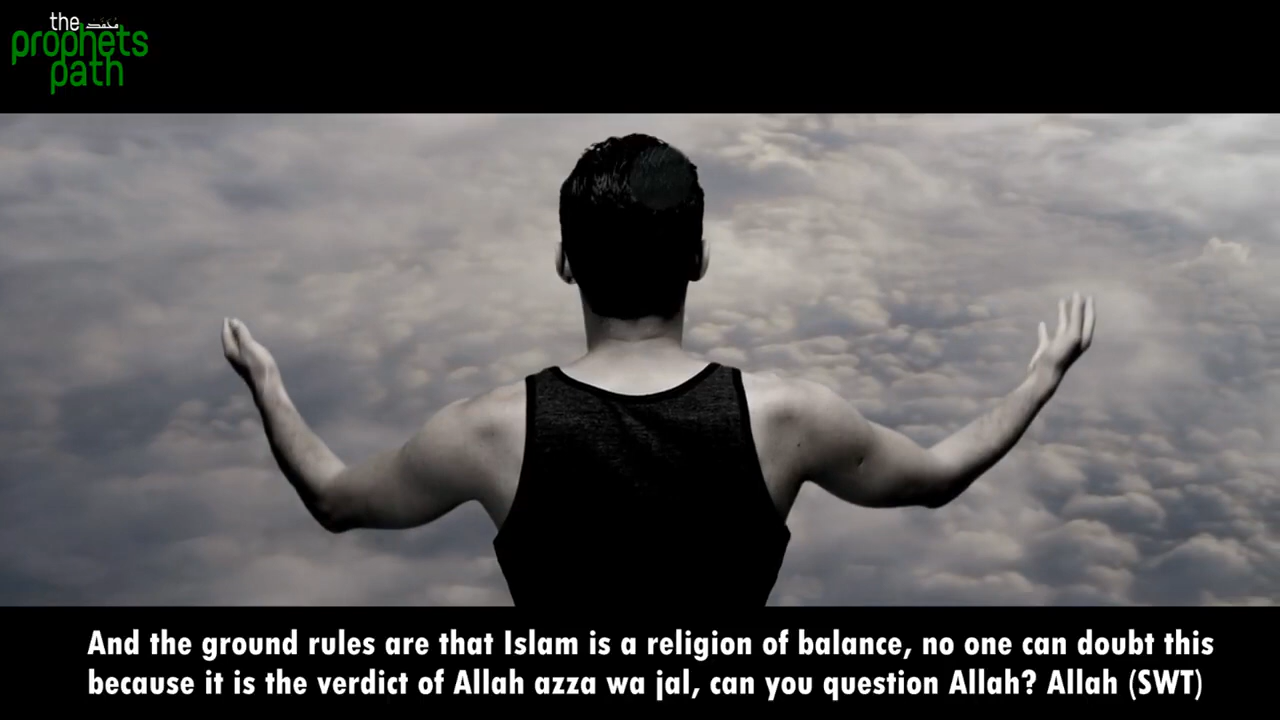 the محمد
prophets
path
And the ground rules are that Islam is a religion of balance, no one can doubt this
because it is the verdict of Allah azza wa jal, can you question Allah? Allah (SWT)